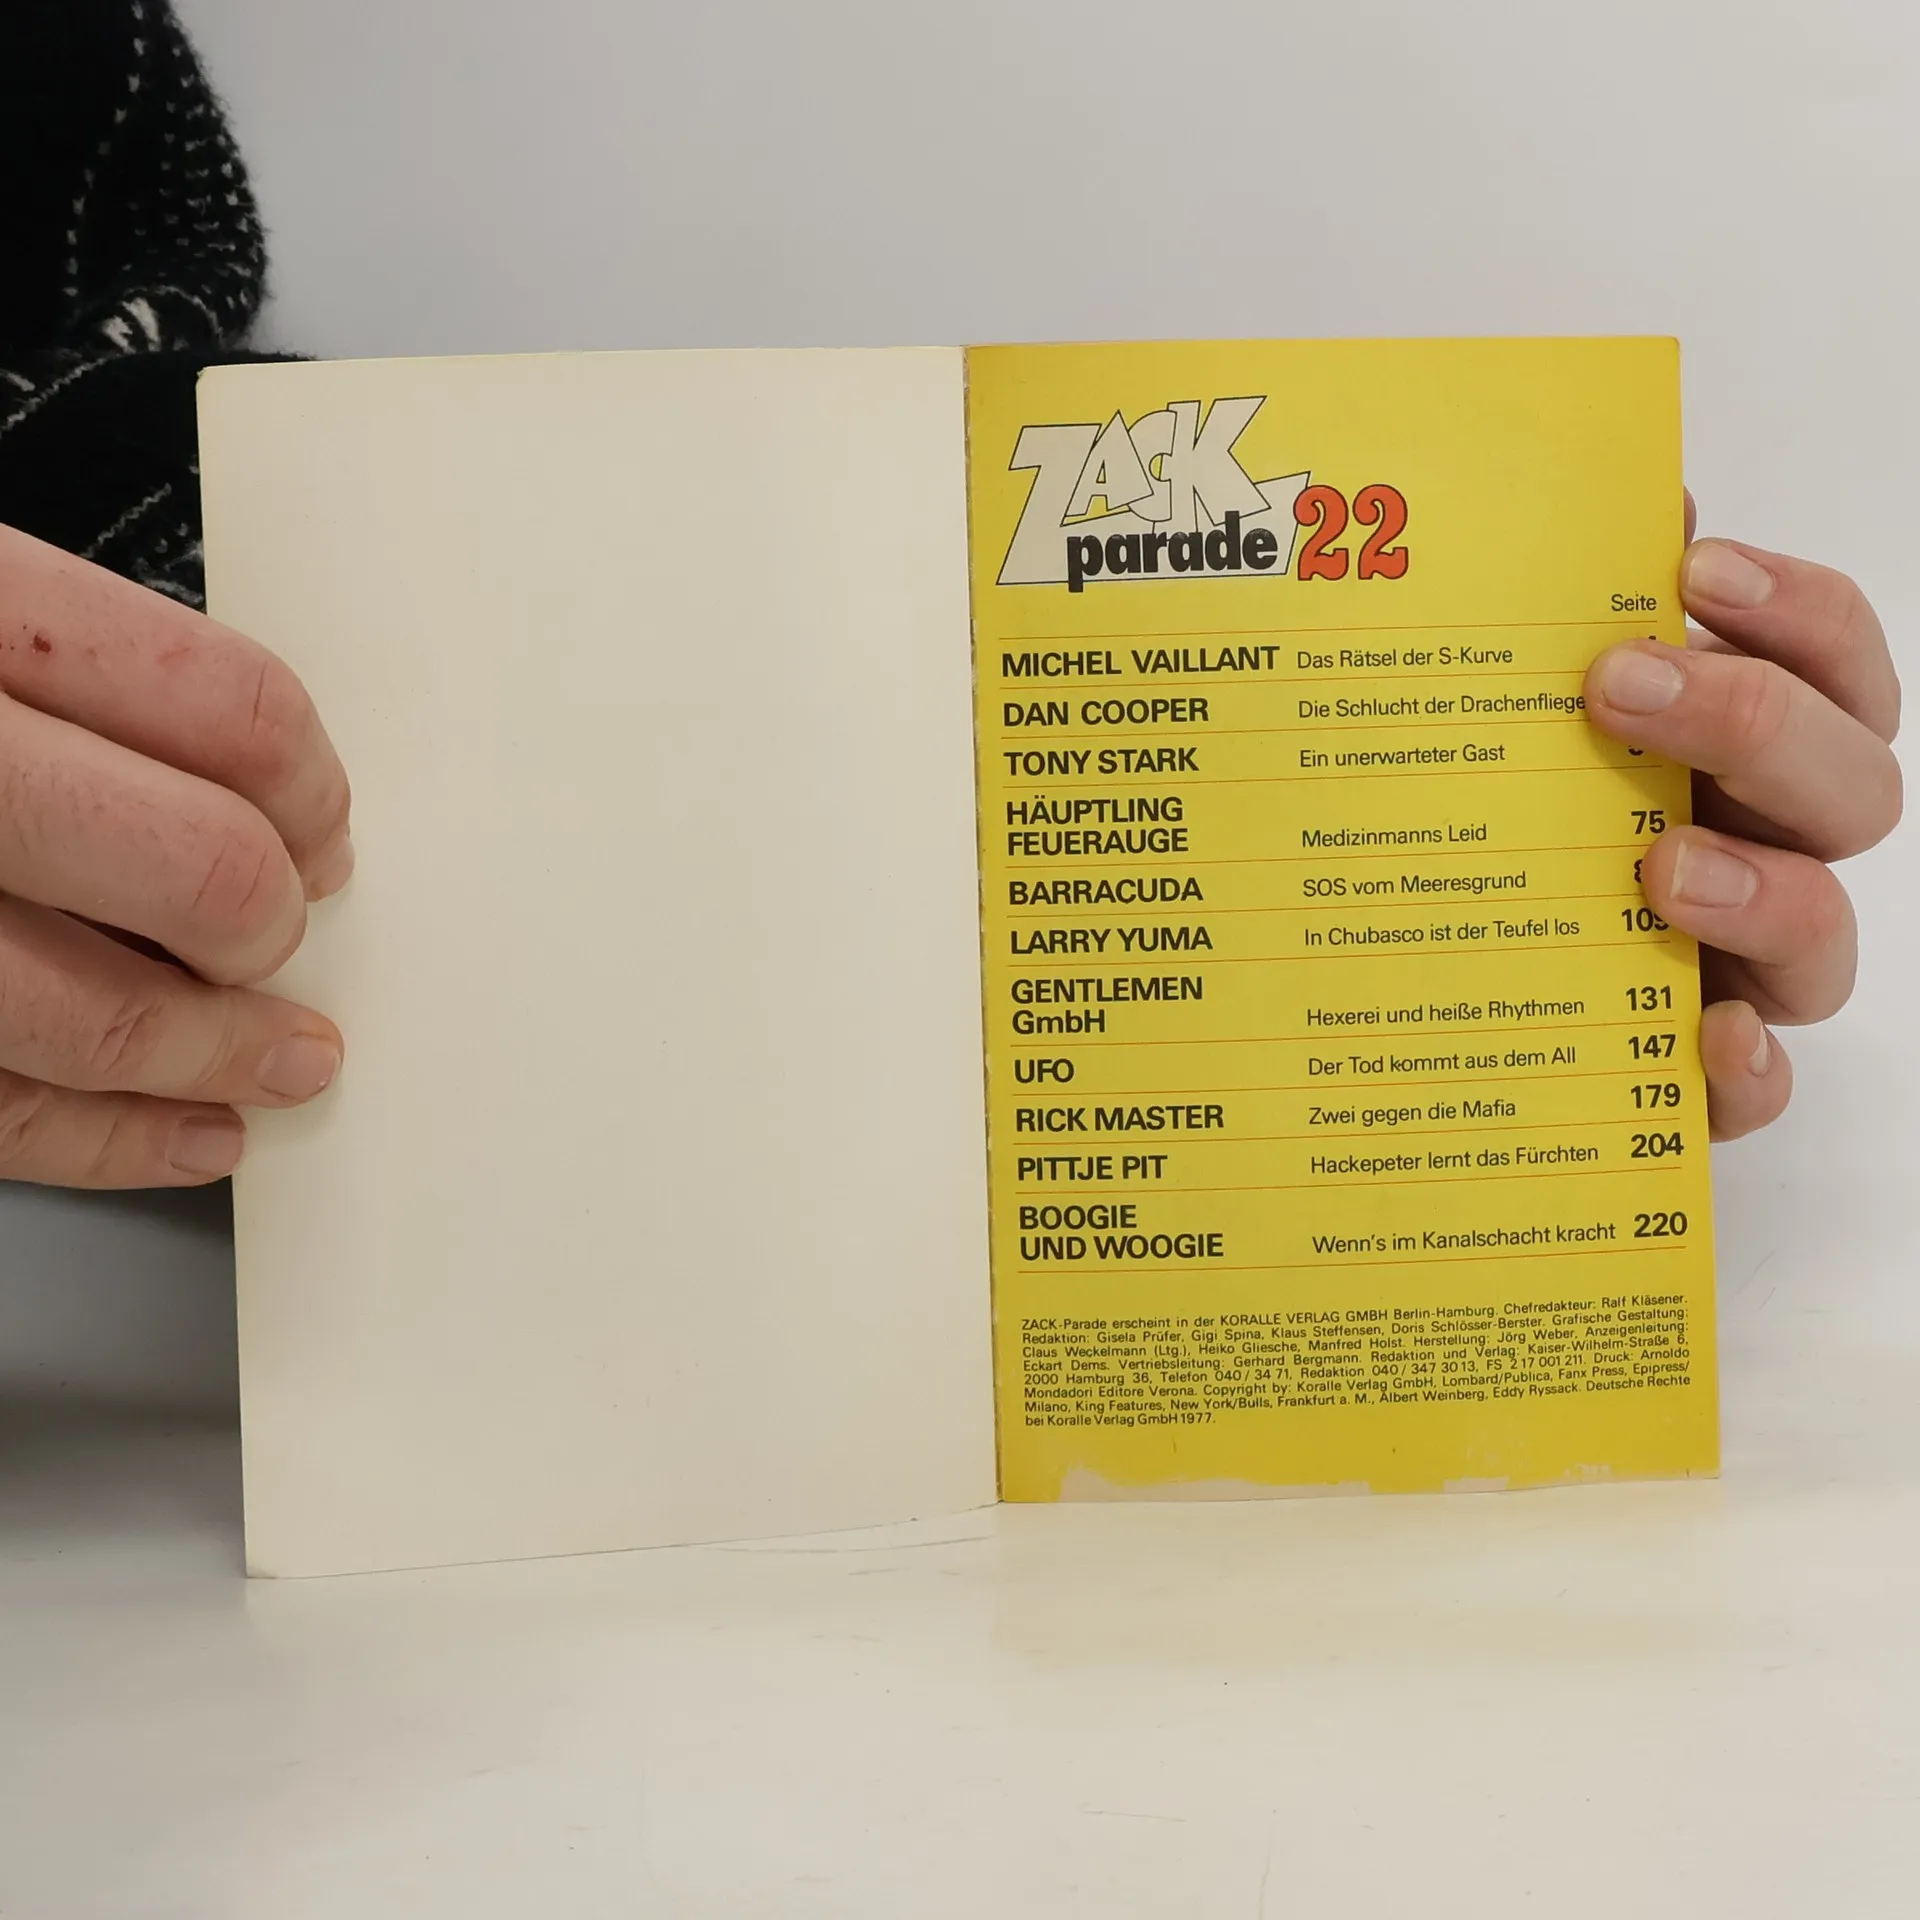 ZACK
parade 22
Seite
MICHEL VAILLANT Das Rätsel der S-Kurve
DAN COOPER Die Schlucht der Drachenfliege
TONY STARK Ein unerwarteter Gast
HÄUPTLING
FEUERAUGE Medizinmanns Leid 75
BARRACUDA SOS vom Meeresgrund
LARRY YUMA In Chubasco ist der Teufel los 109
GENTLEMEN
GmbH Hexerei und heiße Rhythmen 131
UFO Der Tod kommt aus dem All 147
RICK MASTER Zwei gegen die Mafia 179
PITTJE PIT Hackepeter lernt das Fürchten 204
BOOGIE
UND WOOGIE Wenn's im Kanalschacht kracht 220
ZACK-Parade erscheint in der KORALLE VERLAG GMBH Berlin-Hamburg. Chefredakteur: Ralf Kläsener.
Redaktion: Gisela Prüfer, Gigi Spina, Klaus Steffensen, Doris Schlösser-Berster. Grafische Gestaltung:
Claus Weckelmann (Ltg.), Heiko Gliesche, Manfred Holst. Herstellung: Jörg Weber, Anzeigenleitung:
Eckart Dems. Vertriebsleitung: Gerhard Bergmann. Redaktion und Verlag: Kaiser-Wilhelm-Straße 6,
2000 Hamburg 36, Telefon 040/34 71, Redaktion 040/347 30 13, FS 2 17 001 211. Druck: Arnoldo
Mondadori Editore Verona. Copyright by: Koralle Verlag GmbH, Lombard/Publica, Fanx Press, Epipress/
Milano, King Features, New York/Bulls, Frankfurt a. M., Albert Weinberg, Eddy Ryssack. Deutsche Rechte
bei Koralle Verlag GmbH 1977.